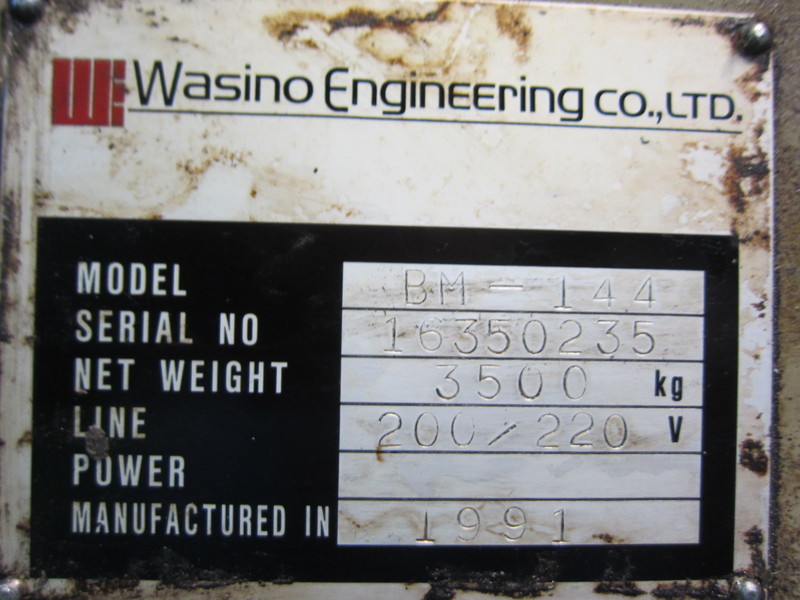 WE Wasino Engineering CO.,LTD.
MODEL BM-144
SERIAL NO 16350235
NET WEIGHT 3500 kg
LINE 200/220 V
POWER
MANUFACTURED IN 1991